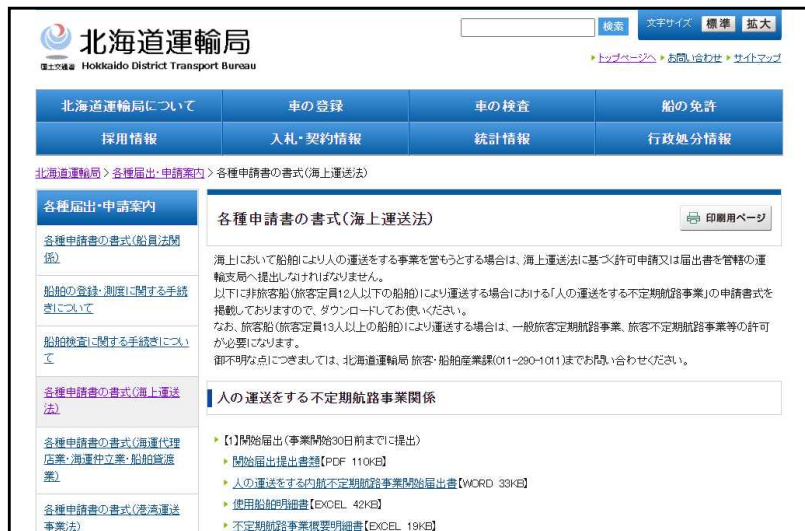 検索
文字サイズ 標準 拡大
北海道運輸局
国土交通省 Hokkaido District Transport Bureau
トップページへ お問い合わせ サイトマップ
北海道運輸局について 車の登録 車の検査 船の免許
採用情報 入札・契約情報 統計情報 行政処分情報
北海道運輸局 > 各種届出・申請案内 > 各種申請書の書式(海上運送法)
各種届出・申請案内
各種申請書の書式(船員法関
係)
船舶の登録・測度に関する手続
きについて
船舶検査に関する手続きについ
て
各種申請書の書式(海上運送
法)
各種申請書の書式(海運代理
店業・海運仲立業・船舶貸渡
業)
各種申請書の書式(港湾運送
事業法)
各種申請書の書式(海上運送法)
印刷用ページ
海上において船舶により人の運送をする事業を営もうとする場合は、海上運送法に基づく許可申請又は届出書を管轄の運
輸支局へ提出しなければなりません。
以下に非旅客船(旅客定員12人以下の船舶)により運送する場合における「人の運送をする不定期航路事業」の申請書式を
掲載しておりますので、ダウンロードしてお使いください。
なお、旅客船(旅客定員13人以上の船舶)により運送する場合は、一般旅客定期航路事業、旅客不定期航路事業等の許可
が必要になります。
御不明な点につきましては、北海道運輸局 旅客・船舶産業課(011-290-1011)までお問い合わせください。
人の運送をする不定期航路事業関係
【1】開始届出(事業開始30日前までに提出)
開始届出提出書類【PDF 110KB】
人の運送をする内航不定期航路事業開始届出書【WORD 33KB】
使用船舶明細書【EXCEL 42KB】
不定期航路事業概要明細書【EXCEL 19KB】